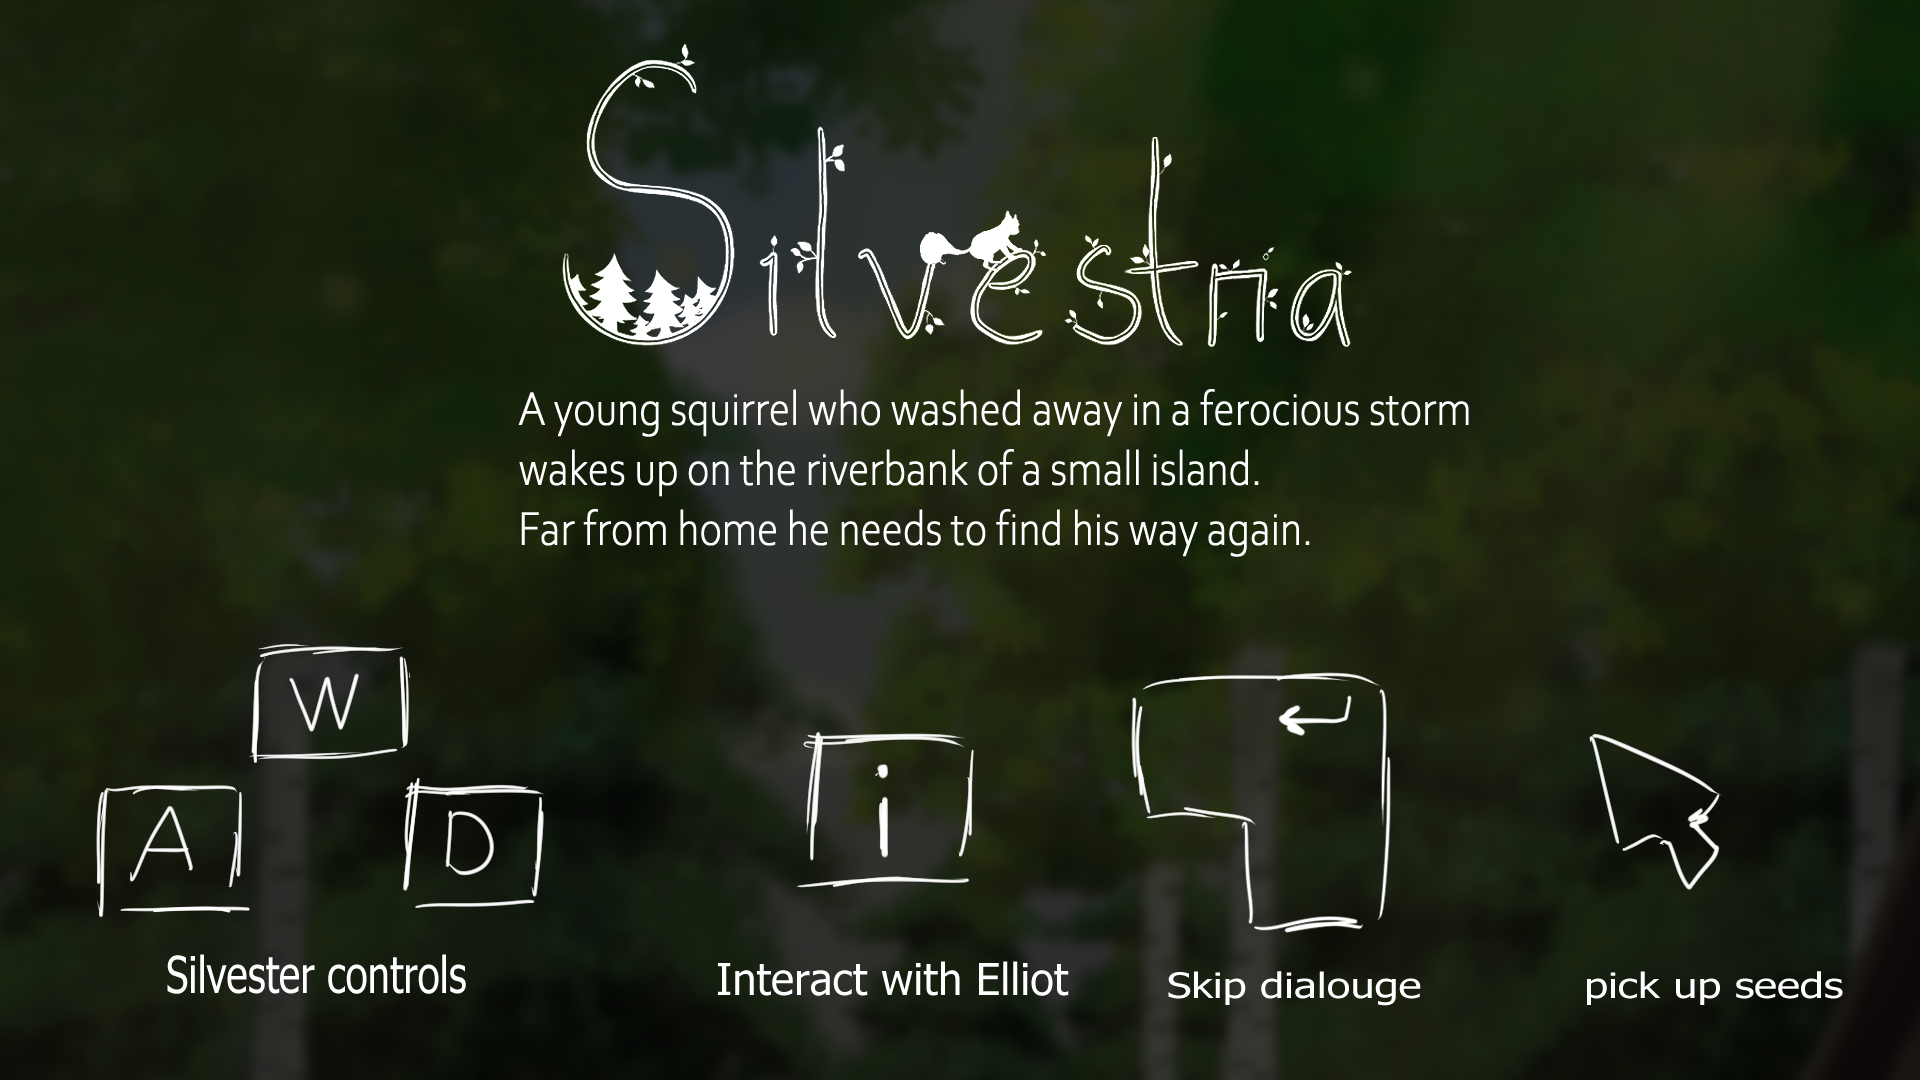 Silvestria
A young squirrel who washed away in a ferocious storm
wakes up on the riverbank of a small island.
Far from home he needs to find his way again.
W
A D
i
Silvester controls
Interact with Elliot
Skip dialouge
pick up seeds